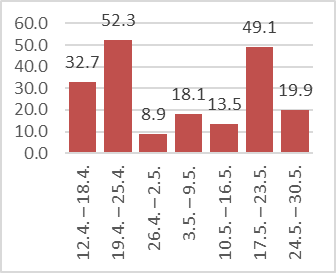 60.0
50.0
40.0
30.0
20.0
10.0
0.0
32.7
52.3
8.9
18.1
13.5
49.1
19.9
12.4. – 18.4.
19.4. – 25.4.
26.4. – 2.5.
3.5. – 9.5.
10.5. – 16.5.
17.5. – 23.5.
24.5. – 30.5.